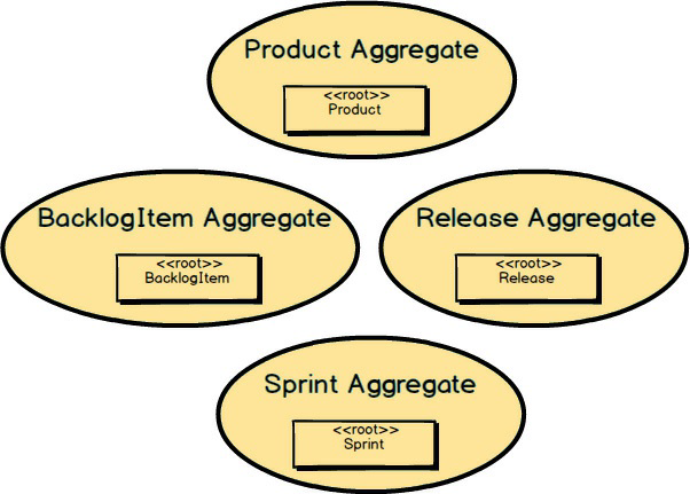 Product Aggregate
<<root>>
Product
BacklogItem Aggregate
<<root>>
BacklogItem
Release Aggregate
<<root>>
Release
Sprint Aggregate
<<root>>
Sprint